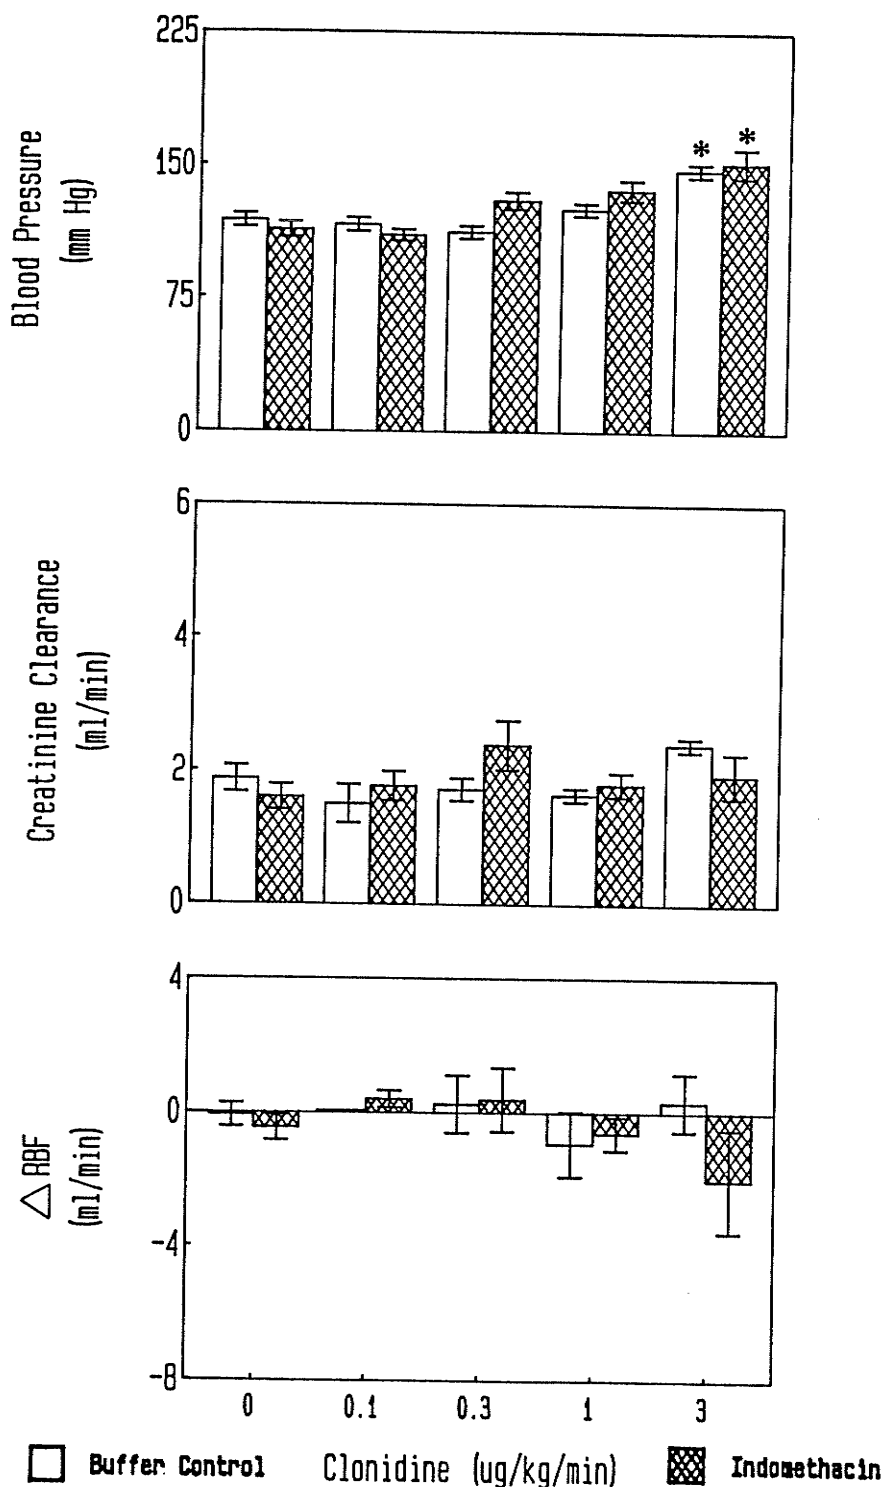 225
150
75
0
Blood Pressure
(mm Hg)
* *
6
4
2
0
Creatinine Clearance
(ml/min)
4
0
-4
-8
△ RBF
(ml/min)
0 0.1 0.3 1 3
Buffer Control Clonidine (ug/kg/min) Indomethacin